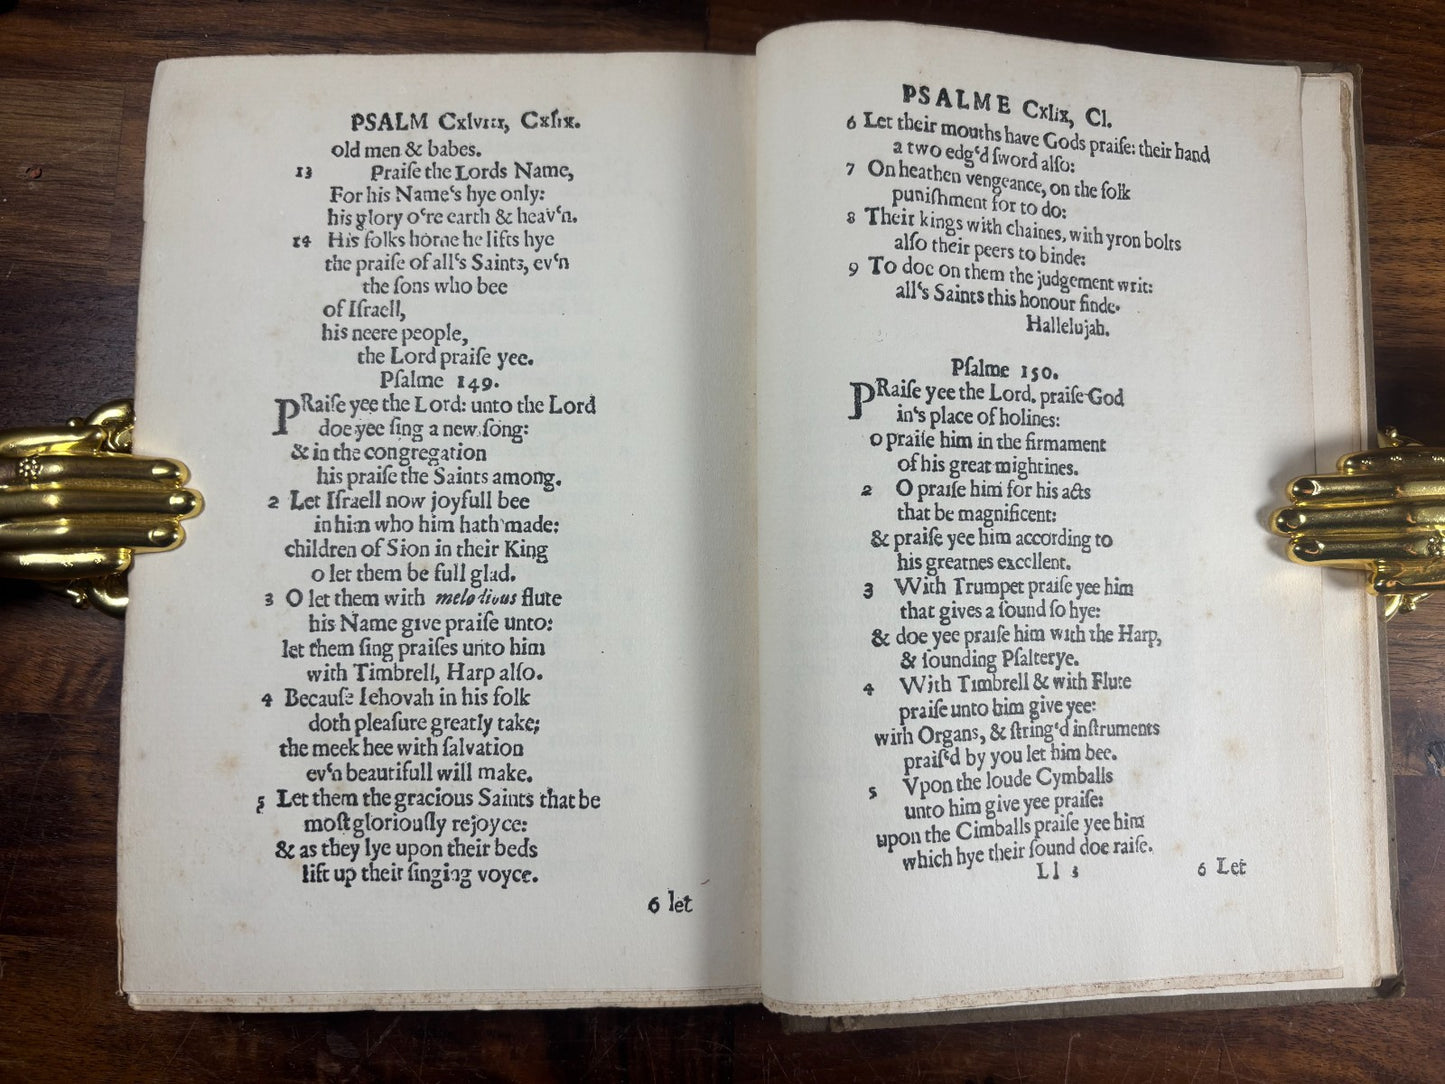 PSALM Cxlviii, Cxlix.
old men & babes.
13 Praiſe the Lords Name,
For his Name‘s hye only:
his glory o‘re earth & heav‘n.
14 His folks horne he lifts hye
the praiſe of all‘s Saints, ev‘n
the ſons who bee
of Iſraell,
his neere people,
the Lord praiſe yee.
Pſalme 149.
PRaiſe yee the Lord: unto the Lord
doe yee ſing a new ſong:
& in the congregation
his praiſe the Saints among.
2 Let Iſraell now joyfull bee
in him who him hath made:
children of Sion in their King
o let them be full glad.
3 O let them with melodious flute
his Name give praiſe unto:
let them ſing praiſes unto him
with Timbrell, Harp alſo.
4 Becauſe Iehovah in his folk
doth pleaſure greatly take;
the meek hee with ſalvation
ev‘n beautifull will make.
5 Let them the gracious Saints that be
moſt gloriouſly rejoyce:
& as they lye upon their beds
lift up their ſinging voyce.
6 let
PSALME Cxlix, Cl.
6 Let their mouths have Gods praiſe: their hand
a two edg‘d ſword alſo:
7 On heathen vengeance, on the folk
puniſhment for to do:
8 Their kings with chaines, with yron bolts
alſo their peers to binde:
9 To doe on them the judgement writ:
all‘s Saints this honour finde.
Hallelujah.
Pſalme 150.
PRaiſe yee the Lord, praiſe God
in‘s place of holines:
o praiſe him in the firmament
of his great mightines.
2 O praiſe him for his acts
that be magnificent:
& praiſe yee him according to
his greatnes excellent.
3 With Trumpet praiſe yee him
that gives a ſound ſo hye:
& doe yee praiſe him with the Harp,
& ſounding Pſalterye.
4 With Timbrell & with Flute
praiſe unto him give yee:
with Organs, & ſtring‘d inſtruments
praiſ‘d by you let him bee.
5 Vpon the loude Cymballs
unto him give yee praiſe:
upon the Cimballs praiſe yee him
which hye their ſound doe raiſe.
Ll 3
6 Let